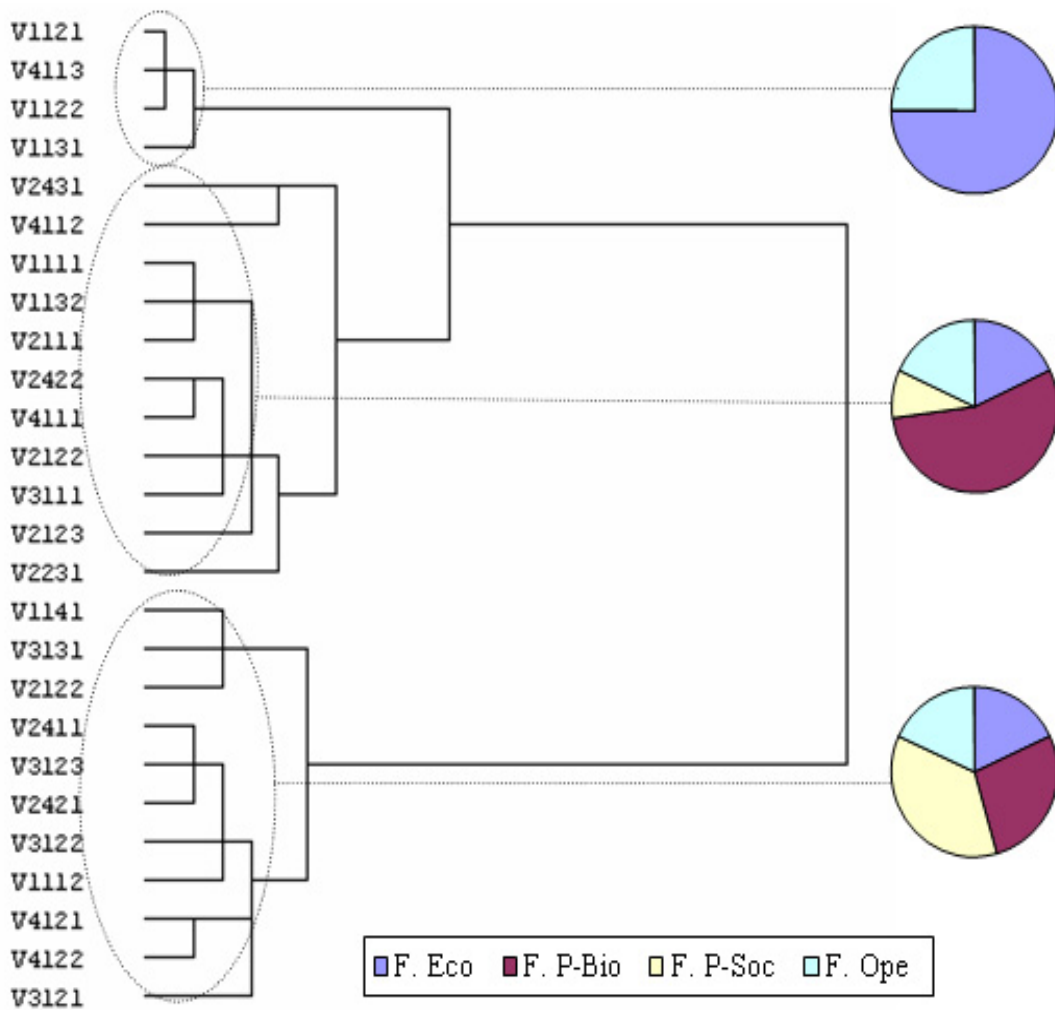 V1121
V4113
V1122
V1131
V2431
V4112
V1111
V1132
V2111
V2422
V4111
V2122
V3111
V2123
V2231
V1141
V3131
V2122
V2411
V3123
V2421
V3122
V1112
V4121
V4122
V3121
F. Eco F. P-Bio F. P-Soc F. Ope